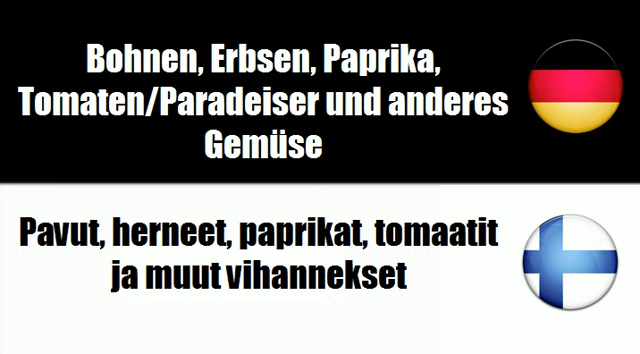 Bohnen, Erbsen, Paprika,
Tomaten/Paradeiser und anderes
Gemüse
Pavut, herneet, paprikat, tomaatit
ja muut vihannekset